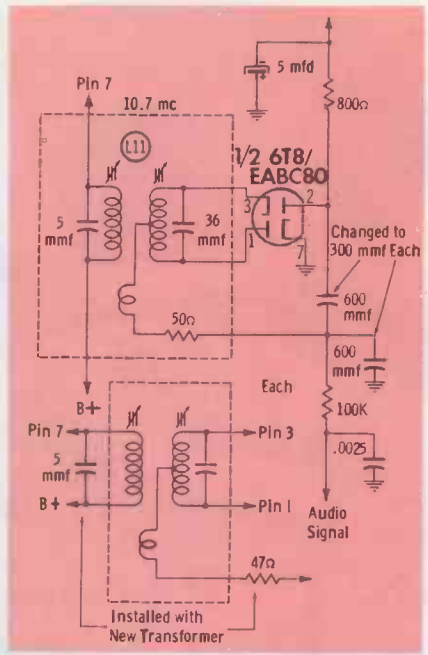 5 mfd
Pin 7
10.7 mc
800Ω
L11
1/2 6T8/
EABC80
3
2
1
7
5
mmf
36
mmf
Changed to
300 mmf Each
600
mmf
50Ω
600
mmf
Each
B+
100K
Pin 7
Pin 3
5
mmf
.0025
B+
Pin 1
Audio
Signal
47Ω
Installed with
New Transformer